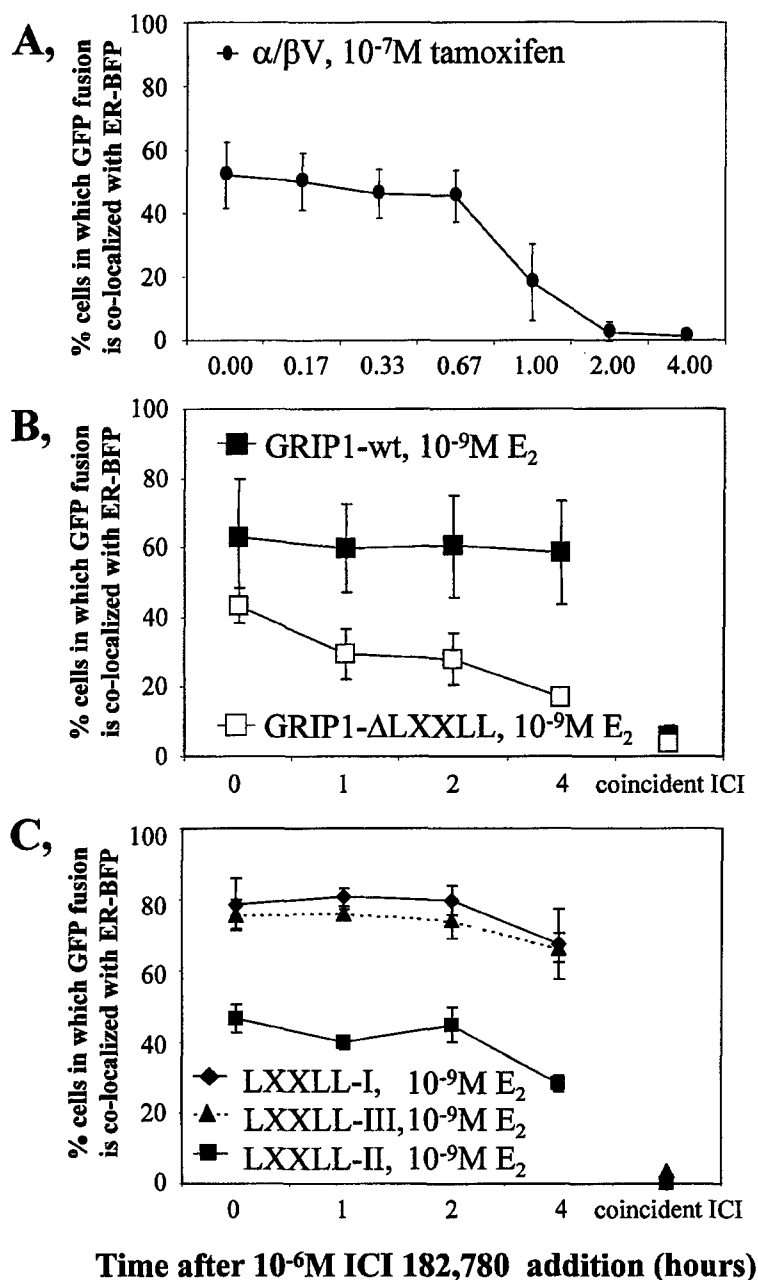 A,
% cells in which GFP fusion
is co-localized with ER-BFP
100
80
60
40
20
0
α/βV, 10⁻⁷M tamoxifen
0.00 0.17 0.33 0.67 1.00 2.00 4.00
B,
% cells in which GFP fusion
is co-localized with ER-BFP
100
80
60
40
20
0
GRIP1-wt, 10⁻⁹M E₂
GRIP1-ΔLXXLL, 10⁻⁹M E₂
0 1 2 4 coincident ICI
C,
% cells in which GFP fusion
is co-localized with ER-BFP
100
80
60
40
20
0
LXXLL-I, 10⁻⁹M E₂
LXXLL-III, 10⁻⁹M E₂
LXXLL-II, 10⁻⁹M E₂
0 1 2 4 coincident ICI
Time after 10⁻⁶M ICI 182,780 addition (hours)